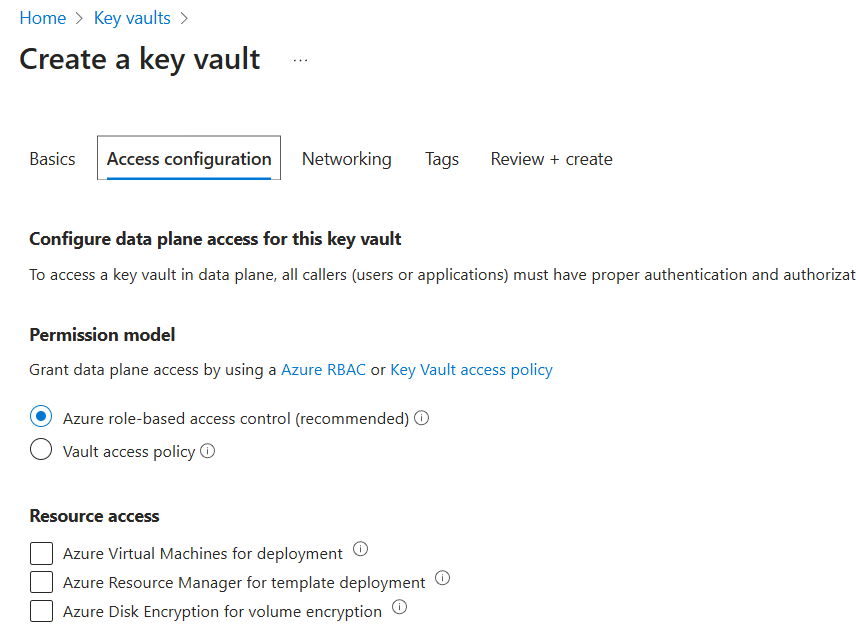 Home > Key vaults >
Create a key vault ...
Basics Access configuration Networking Tags Review + create
Configure data plane access for this key vault
To access a key vault in data plane, all callers (users or applications) must have proper authentication and authorizat
Permission model
Grant data plane access by using a Azure RBAC or Key Vault access policy
Azure role-based access control (recommended)
Vault access policy
Resource access
Azure Virtual Machines for deployment
Azure Resource Manager for template deployment
Azure Disk Encryption for volume encryption